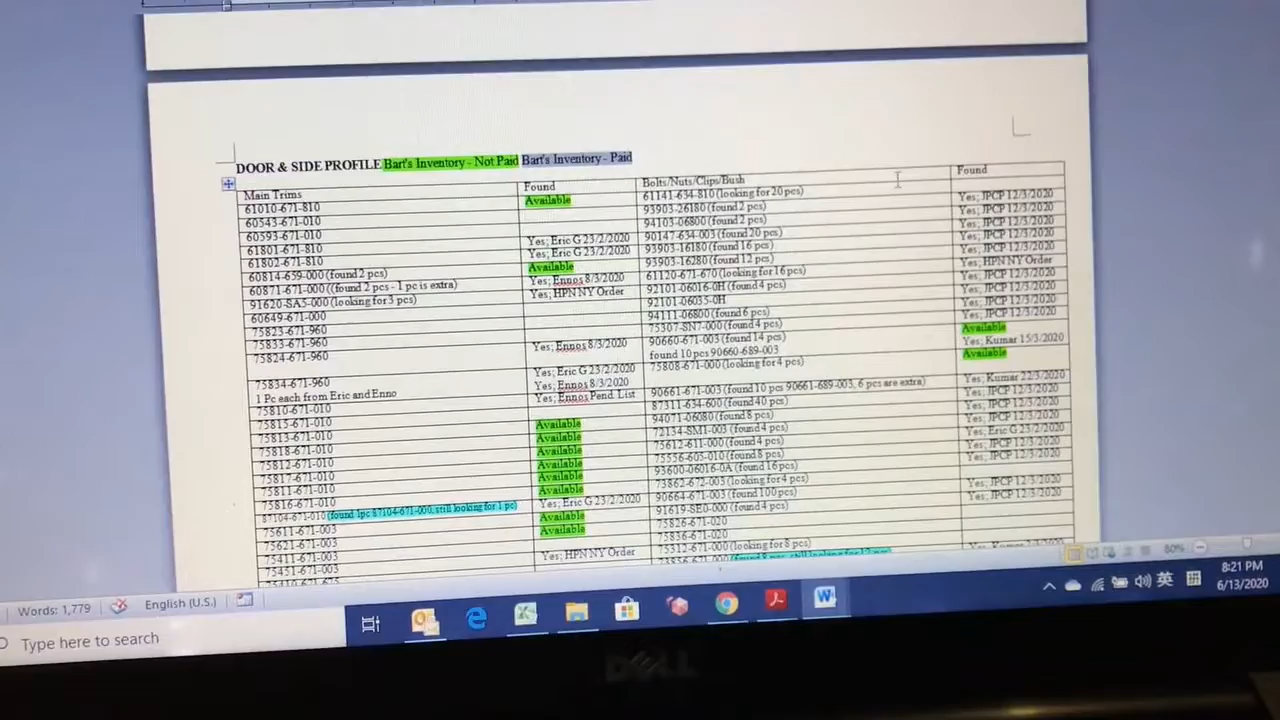 DOOR & SIDE PROFILE Bart's Inventory - Not Paid Bart's Inventory - Paid
Main Trims
61010-671-810
60543-671-010
60593-671-010
61801-671-810
61802-671-810
60814-659-000 (found 2 pcs)
60871-671-000 ((found 2 pcs - 1 pc is extra)
91620-SA5-000 (looking for 3 pcs)
60649-671-000
75823-671-960
75833-671-960
75824-671-960
75834-671-960
1 Pc each from Eric and Enno
75810-671-010
75815-671-010
75813-671-010
75818-671-010
75812-671-010
75817-671-010
75811-671-010
75816-671-010
87104-671-010 (found 1pc 87104-671-000, still looking for 1 pc)
75611-671-003
75621-671-003
75411-671-003
75451-671-003
Found
Available
Yes; Eric G 23/2/2020
Yes; Eric G 23/2/2020
Available
Yes; Ennos 8/3/2020
Yes; HPN NY Order
Yes; Ennos 8/3/2020
Yes; Eric G 23/2/2020
Yes; Ennos 8/3/2020
Yes; Ennos Pend. List
Available
Available
Available
Available
Available
Available
Yes; Eric G 23/2/2020
Available
Available
Yes; HPN NY Order
Bolts/Nuts/Clips/Bush
61141-634-810 (looking for 20 pcs)
93903-26180 (found 2 pcs)
94103-06800 (found 2 pcs)
90147-634-003 (found 20 pcs)
93903-16180 (found 16 pcs)
93903-16280 (found 12 pcs)
61120-671-670 (looking for 16 pcs)
92101-06016-0H (found 4 pcs)
92101-06035-0H
94111-06800 (found 6 pcs)
75307-SN7-000 (found 4 pcs)
90660-671-003 (found 14 pcs)
found 10 pcs 90660-689-003
75808-671-000 (looking for 4 pcs)
90661-671-003 (found 10 pcs 90661-689-003, 6 pcs are extra)
87311-634-600 (found 40 pcs)
94071-06080 (found 8 pcs)
72134-SM1-003 (found 4 pcs)
75612-611-000 (found 4 pcs)
75556-605-010 (found 8 pcs)
93600-06016-0A (found 16 pcs)
73862-672-003 (looking for 4 pcs)
90664-671-003 (found 100 pcs)
91619-SE0-000 (found 4 pcs)
75826-671-020
75836-671-020
75312-671-000 (looking for 8 pcs)
Found
Yes; JPCP 12/3/2020
Yes; JPCP 12/3/2020
Yes; JPCP 12/3/2020
Yes; JPCP 12/3/2020
Yes; JPCP 12/3/2020
Yes; HPN NY Order
Yes; JPCP 12/3/2020
Yes; JPCP 12/3/2020
Yes; JPCP 12/3/2020
Yes; JPCP 12/3/2020
Available
Yes; Kumar 15/3/2020
Available
Yes; Kumar 22/3/2020
Yes; JPCP 12/3/2020
Yes; JPCP 12/3/2020
Yes; JPCP 12/3/2020
Yes; Eric G 23/2/2020
Yes; JPCP 12/3/2020
Yes; JPCP 12/3/2020
Yes; JPCP 12/3/2020
Yes; JPCP 12/3/2020
Words: 1,779
English (U.S.)
80%
Type here to search
英
8:21 PM
6/13/2020
DELL